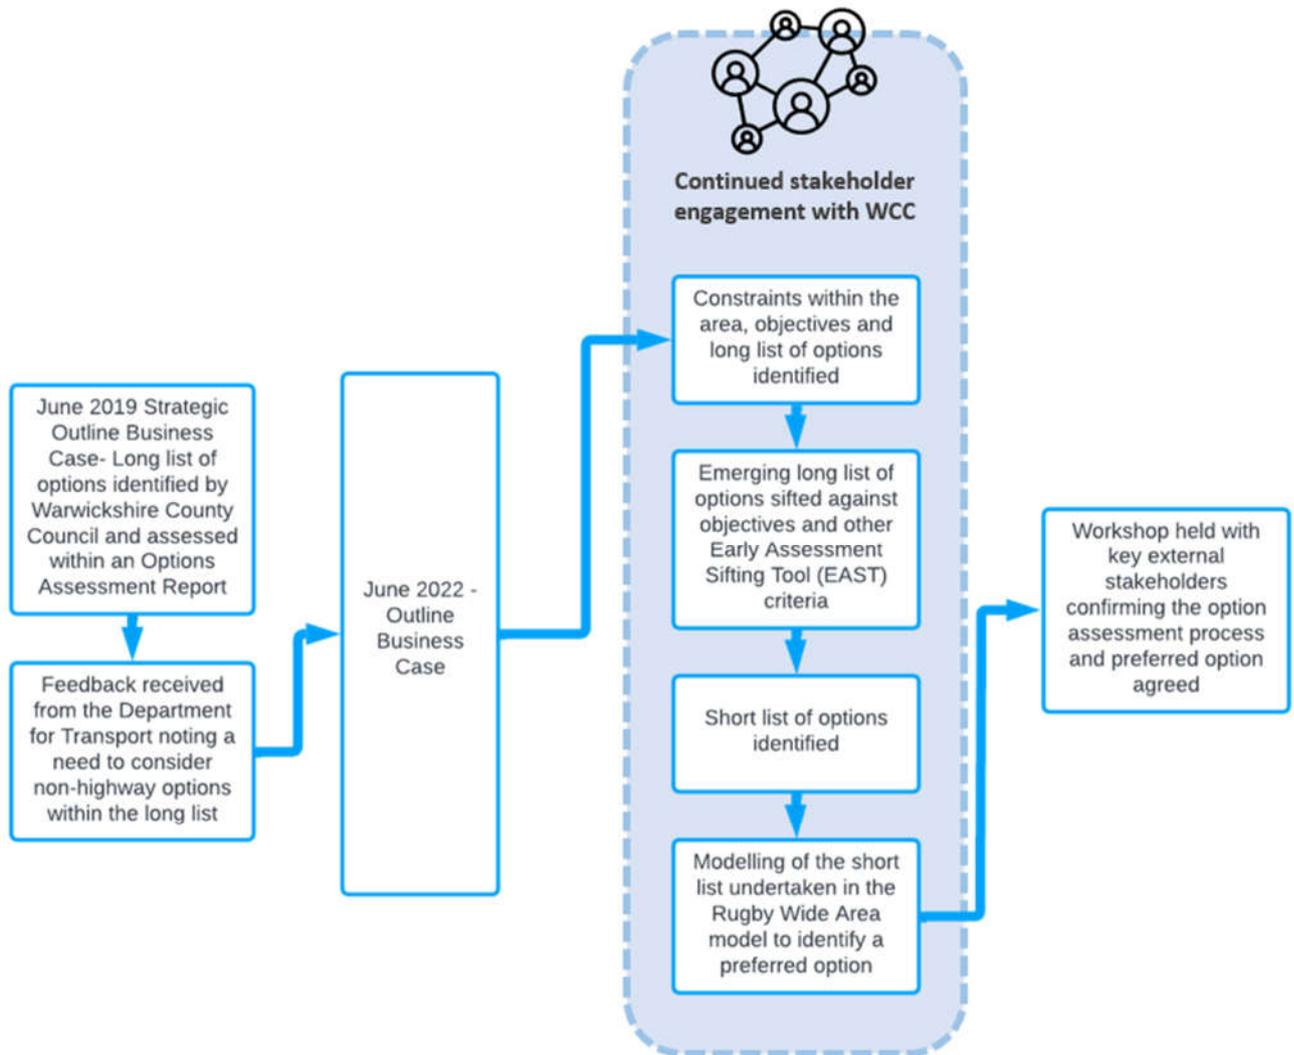 June 2019 Strategic
Outline Business
Case- Long list of
options identified by
Warwickshire County
Council and assessed
within an Options
Assessment Report
Feedback received
from the Department
for Transport noting a
need to consider
non-highway options
within the long list
June 2022 -
Outline
Business
Case
Continued stakeholder
engagement with WCC
Constraints within the
area, objectives and
long list of options
identified
Emerging long list of
options sifted against
objectives and other
Early Assessment
Sifting Tool (EAST)
criteria
Short list of options
identified
Modelling of the short
list undertaken in the
Rugby Wide Area
model to identify a
preferred option
Workshop held with
key external
stakeholders
confirming the option
assessment process
and preferred option
agreed